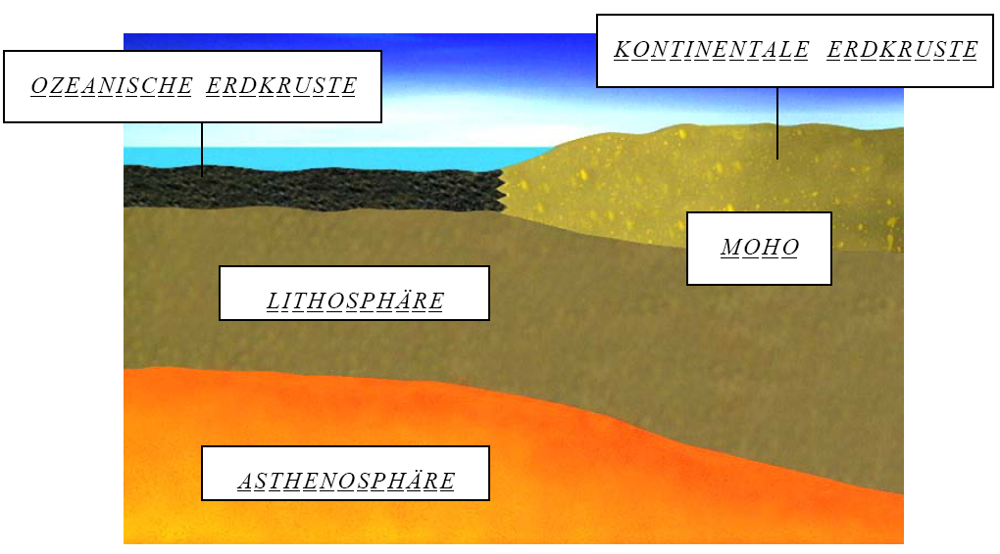 KONTINENTALE ERDKRUSTE
OZEANISCHE ERDKRUSTE
MOHO
LITHOSPHÄRE
ASTHENOSPHÄRE